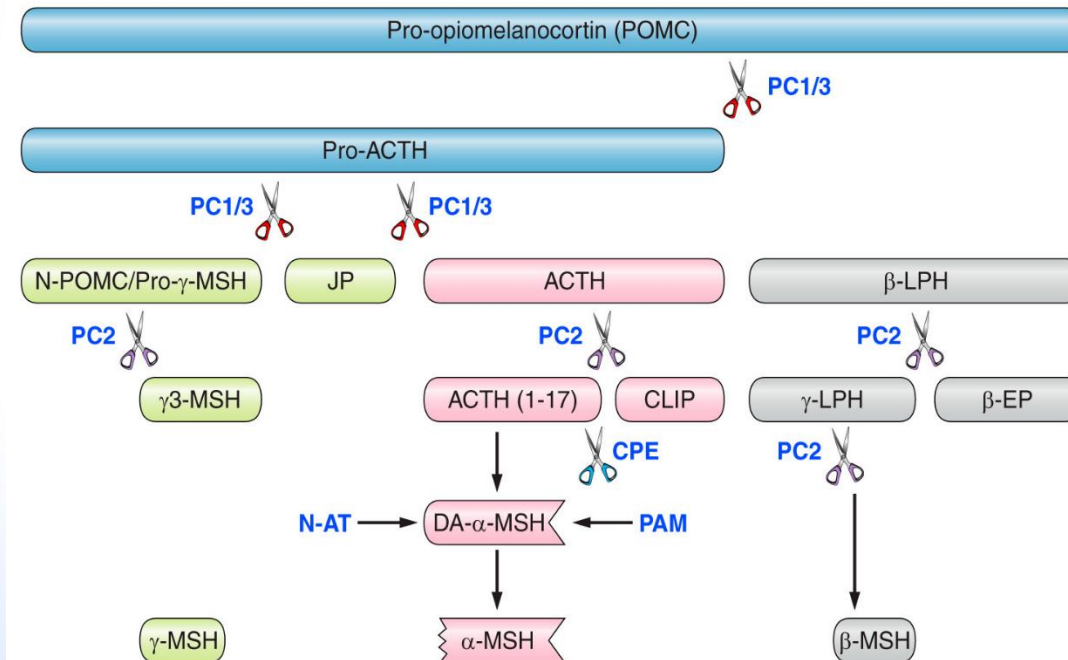 Pro-opiomelanocortin (POMC)
PC1/3
Pro-ACTH
PC1/3
PC1/3
N-POMC/Pro-γ-MSH
JP
ACTH
β-LPH
PC2
PC2
PC2
γ3-MSH
ACTH (1-17)
CLIP
γ-LPH
β-EP
CPE
PC2
N-AT
DA-α-MSH
PAM
γ-MSH
α-MSH
β-MSH